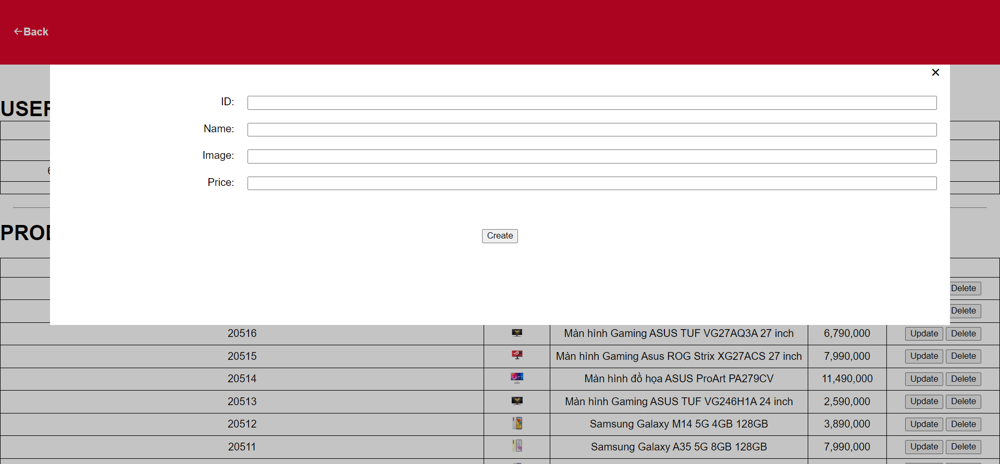 Back
USER
ID:
Name:
Image:
Price:
Create
PROD
Delete
Delete
20516 Màn hình Gaming ASUS TUF VG27AQ3A 27 inch 6,790,000 Update Delete
20515 Màn hình Gaming Asus ROG Strix XG27ACS 27 inch 7,990,000 Update Delete
20514 Màn hình đồ họa ASUS ProArt PA279CV 11,490,000 Update Delete
20513 Màn hình Gaming ASUS TUF VG246H1A 24 inch 2,590,000 Update Delete
20512 Samsung Galaxy M14 5G 4GB 128GB 3,890,000 Update Delete
20511 Samsung Galaxy A35 5G 8GB 128GB 7,990,000 Update Delete